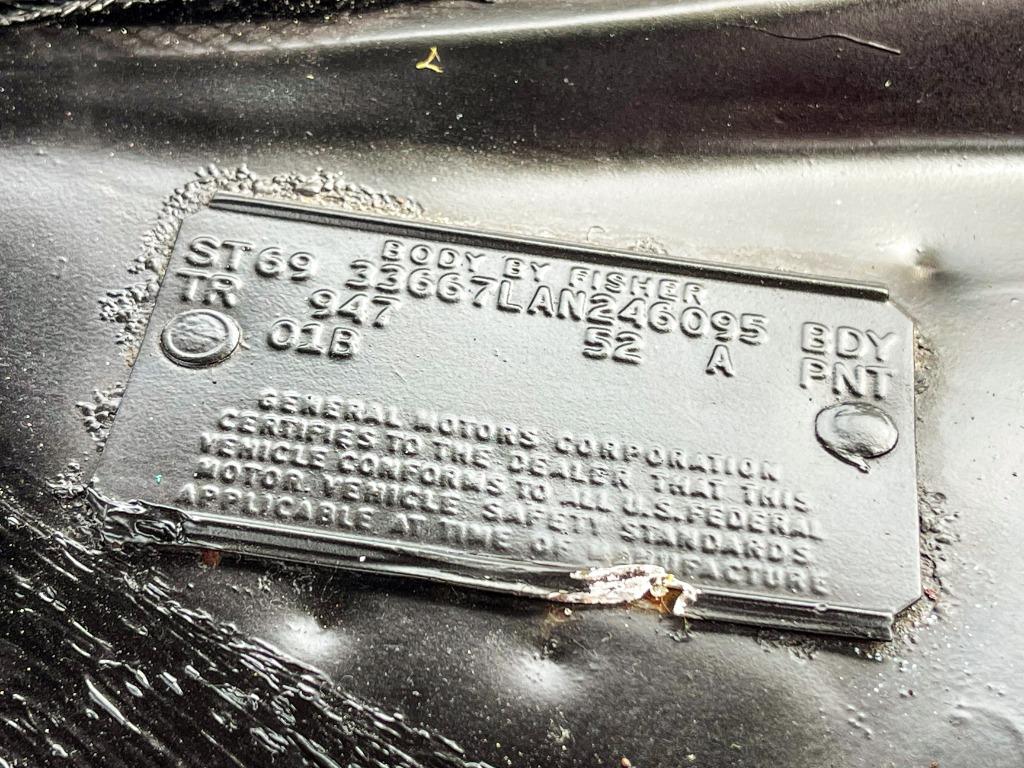 BODY BY FISHER
ST69 33667LAN246095 BDY
TR 947 52 A PNT
01B
GENERAL MOTORS CORPORATION
CERTIFIES TO THE DEALER THAT THIS
VEHICLE CONFORMS TO ALL U.S. FEDERAL
MOTOR VEHICLE SAFETY STANDARDS
APPLICABLE AT TIME OF MANUFACTURE